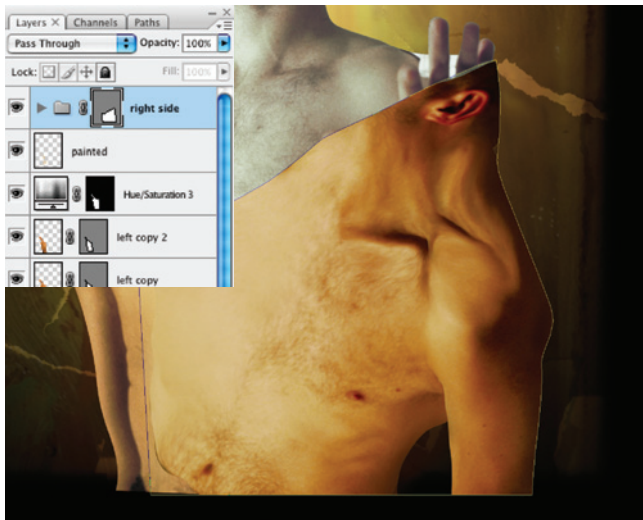 Layers × Channels Paths
Pass Through Opacity: 100%
Lock: Fill: 100%
right side
painted
Hue/Saturation 3
left copy 2
left copy